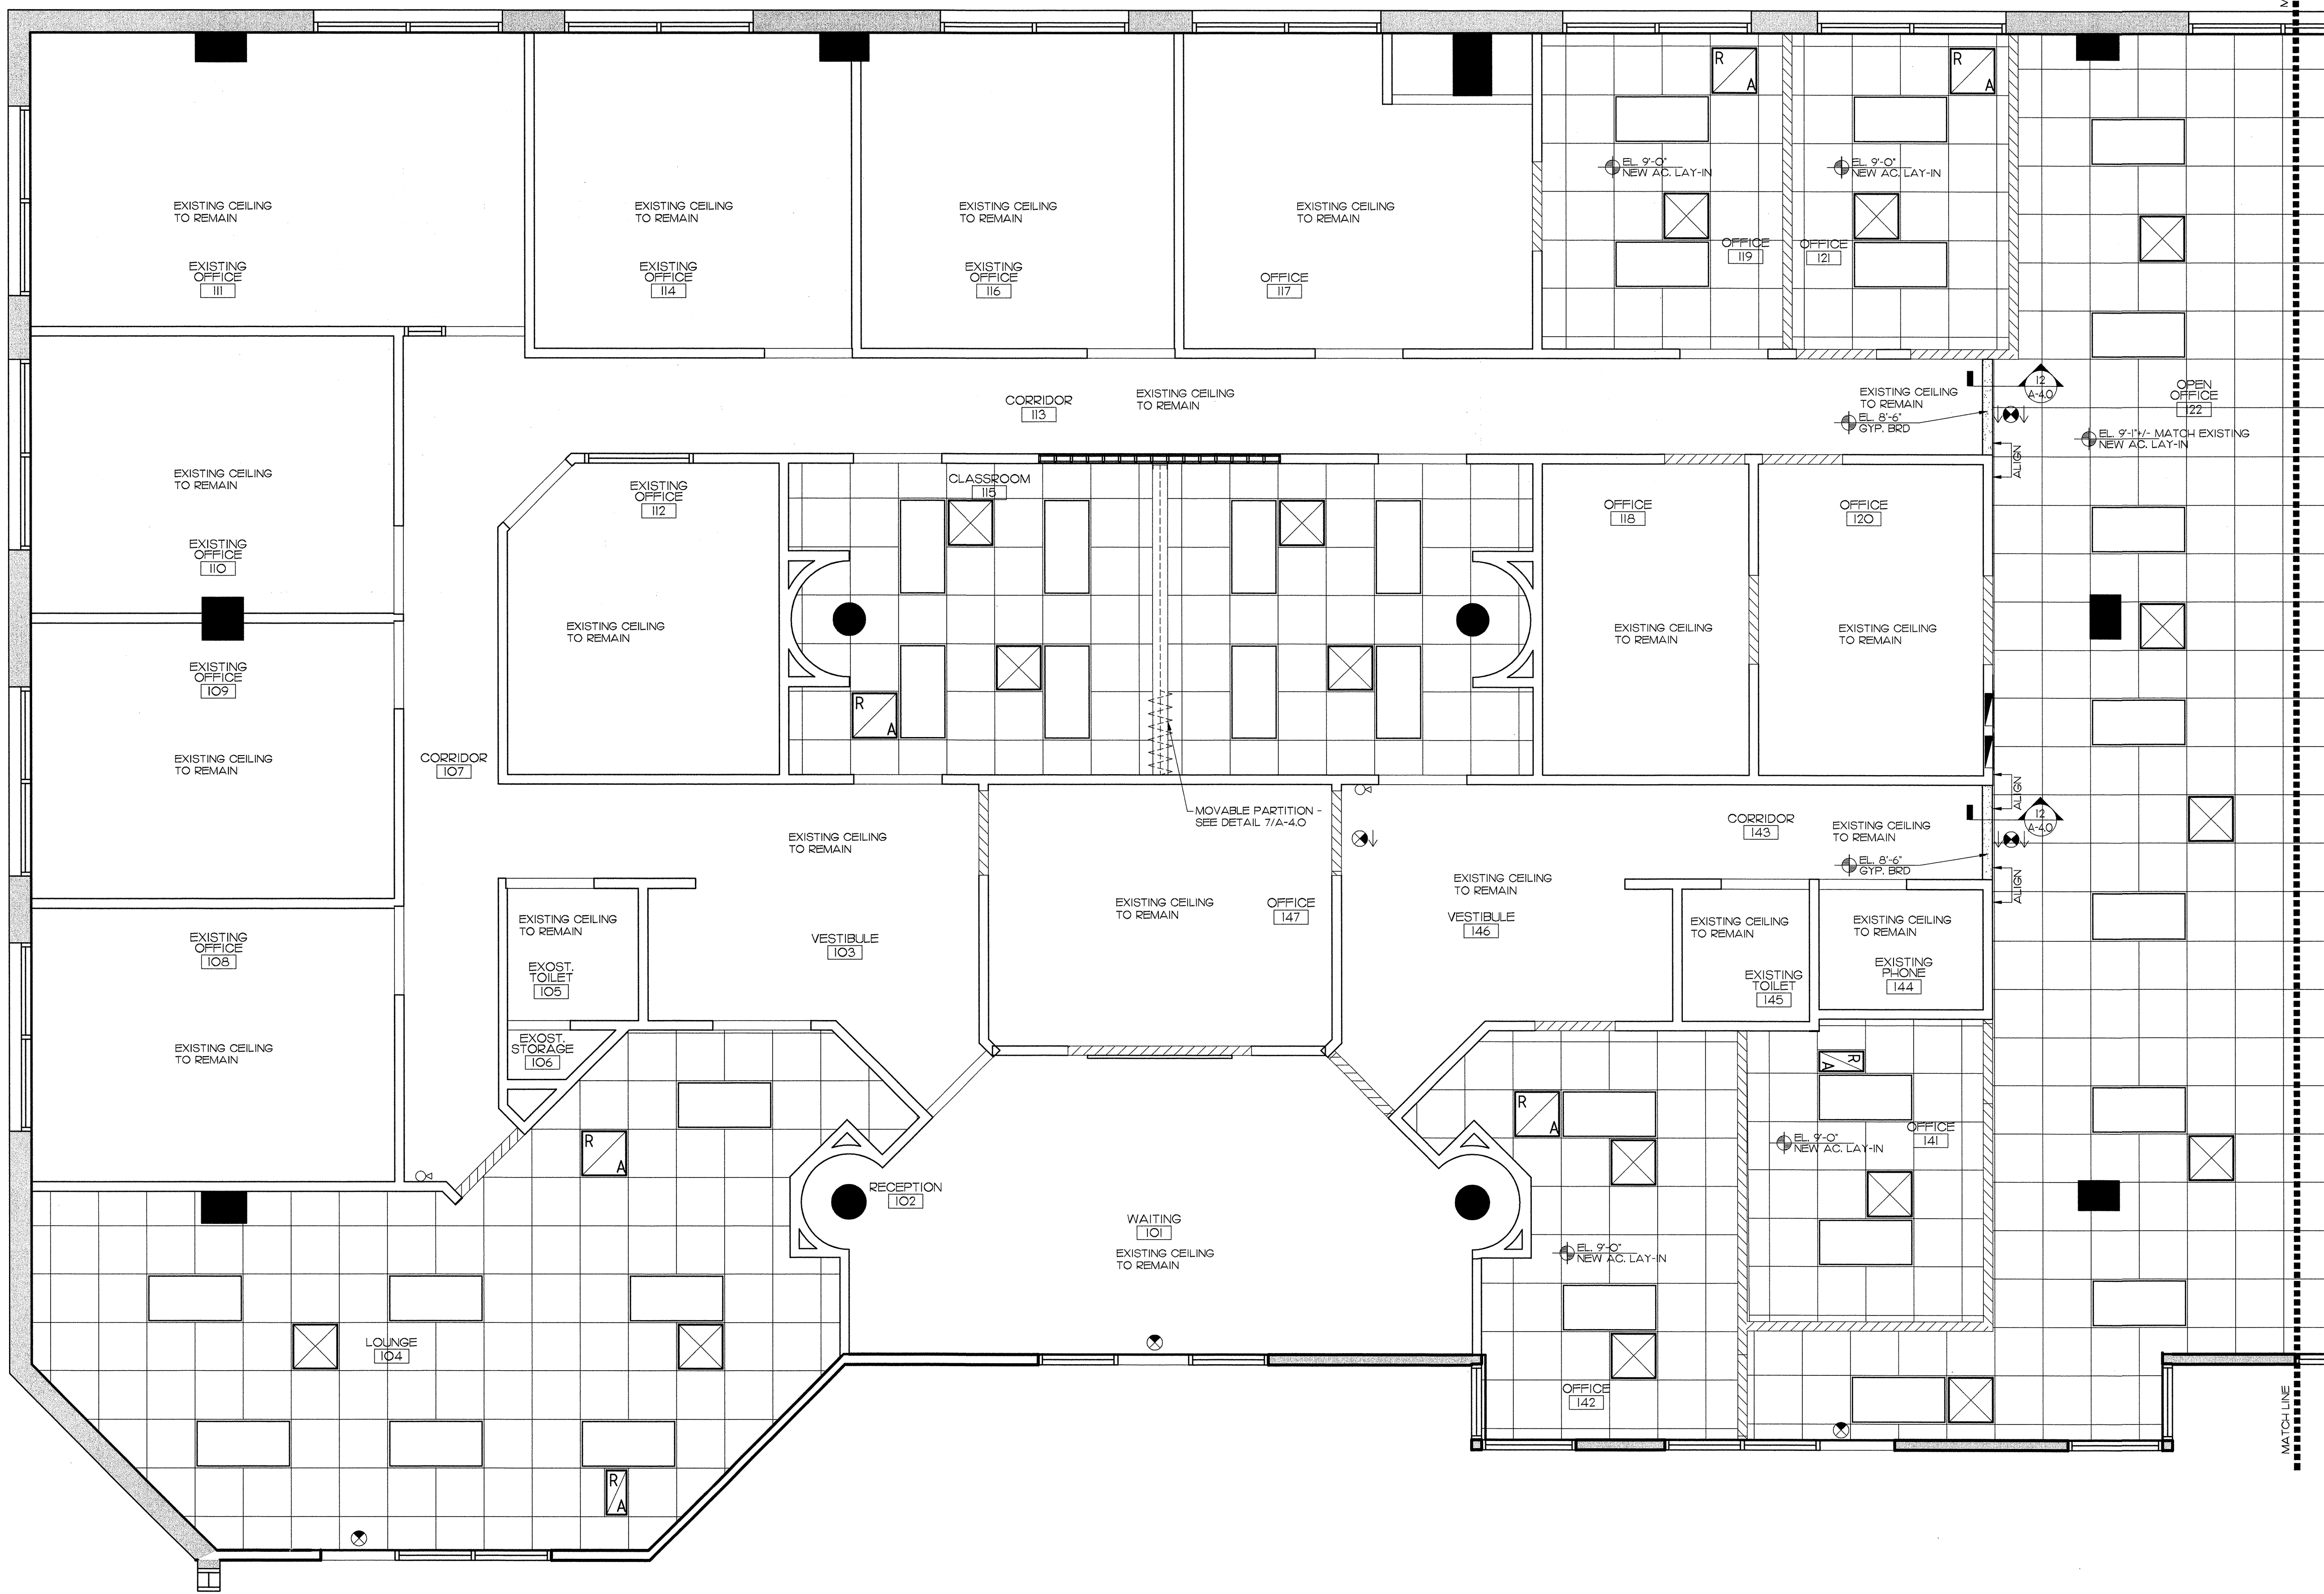 M
R
A
R
A
EL. 9'-0"
NEW AC. LAY-IN
EL. 9'-0"
NEW AC. LAY-IN
EXISTING CEILING
TO REMAIN
EXISTING
OFFICE
111
EXISTING CEILING
TO REMAIN
EXISTING
OFFICE
114
EXISTING CEILING
TO REMAIN
EXISTING
OFFICE
116
EXISTING CEILING
TO REMAIN
OFFICE
117
OFFICE
119
OFFICE
121
CORRIDOR
113
EXISTING CEILING
TO REMAIN
EXISTING CEILING
TO REMAIN
EL. 8'-6"
GYP. BRD
12
A-4.0
OPEN
OFFICE
122
EL. 9'-1"+/- MATCH EXISTING
NEW AC. LAY-IN
ALIGN
EXISTING CEILING
TO REMAIN
EXISTING
OFFICE
110
EXISTING
OFFICE
112
EXISTING CEILING
TO REMAIN
CLASSROOM
115
R
A
OFFICE
118
EXISTING CEILING
TO REMAIN
OFFICE
120
EXISTING CEILING
TO REMAIN
EXISTING
OFFICE
109
EXISTING CEILING
TO REMAIN
CORRIDOR
107
EXISTING CEILING
TO REMAIN
MOVABLE PARTITION -
SEE DETAIL 7/A-4.0
CORRIDOR
143
EXISTING CEILING
TO REMAIN
EL. 8'-6"
GYP. BRD
ALIGN
12
A-4.0
ALIGN
EXISTING
OFFICE
108
EXISTING CEILING
TO REMAIN
EXISTING CEILING
TO REMAIN
EXOST.
TOILET
105
EXOST.
STORAGE
106
VESTIBULE
103
EXISTING CEILING
TO REMAIN
OFFICE
147
EXISTING CEILING
TO REMAIN
VESTIBULE
146
EXISTING CEILING
TO REMAIN
EXISTING
TOILET
145
EXISTING CEILING
TO REMAIN
EXISTING
PHONE
144
R
A
R
A
R
A
EL. 9'-0"
NEW AC. LAY-IN
OFFICE
141
RECEPTION
102
WAITING
101
EXISTING CEILING
TO REMAIN
EL. 9'-0"
NEW AC. LAY-IN
LOUNGE
104
OFFICE
142
R
A
MATCH LINE